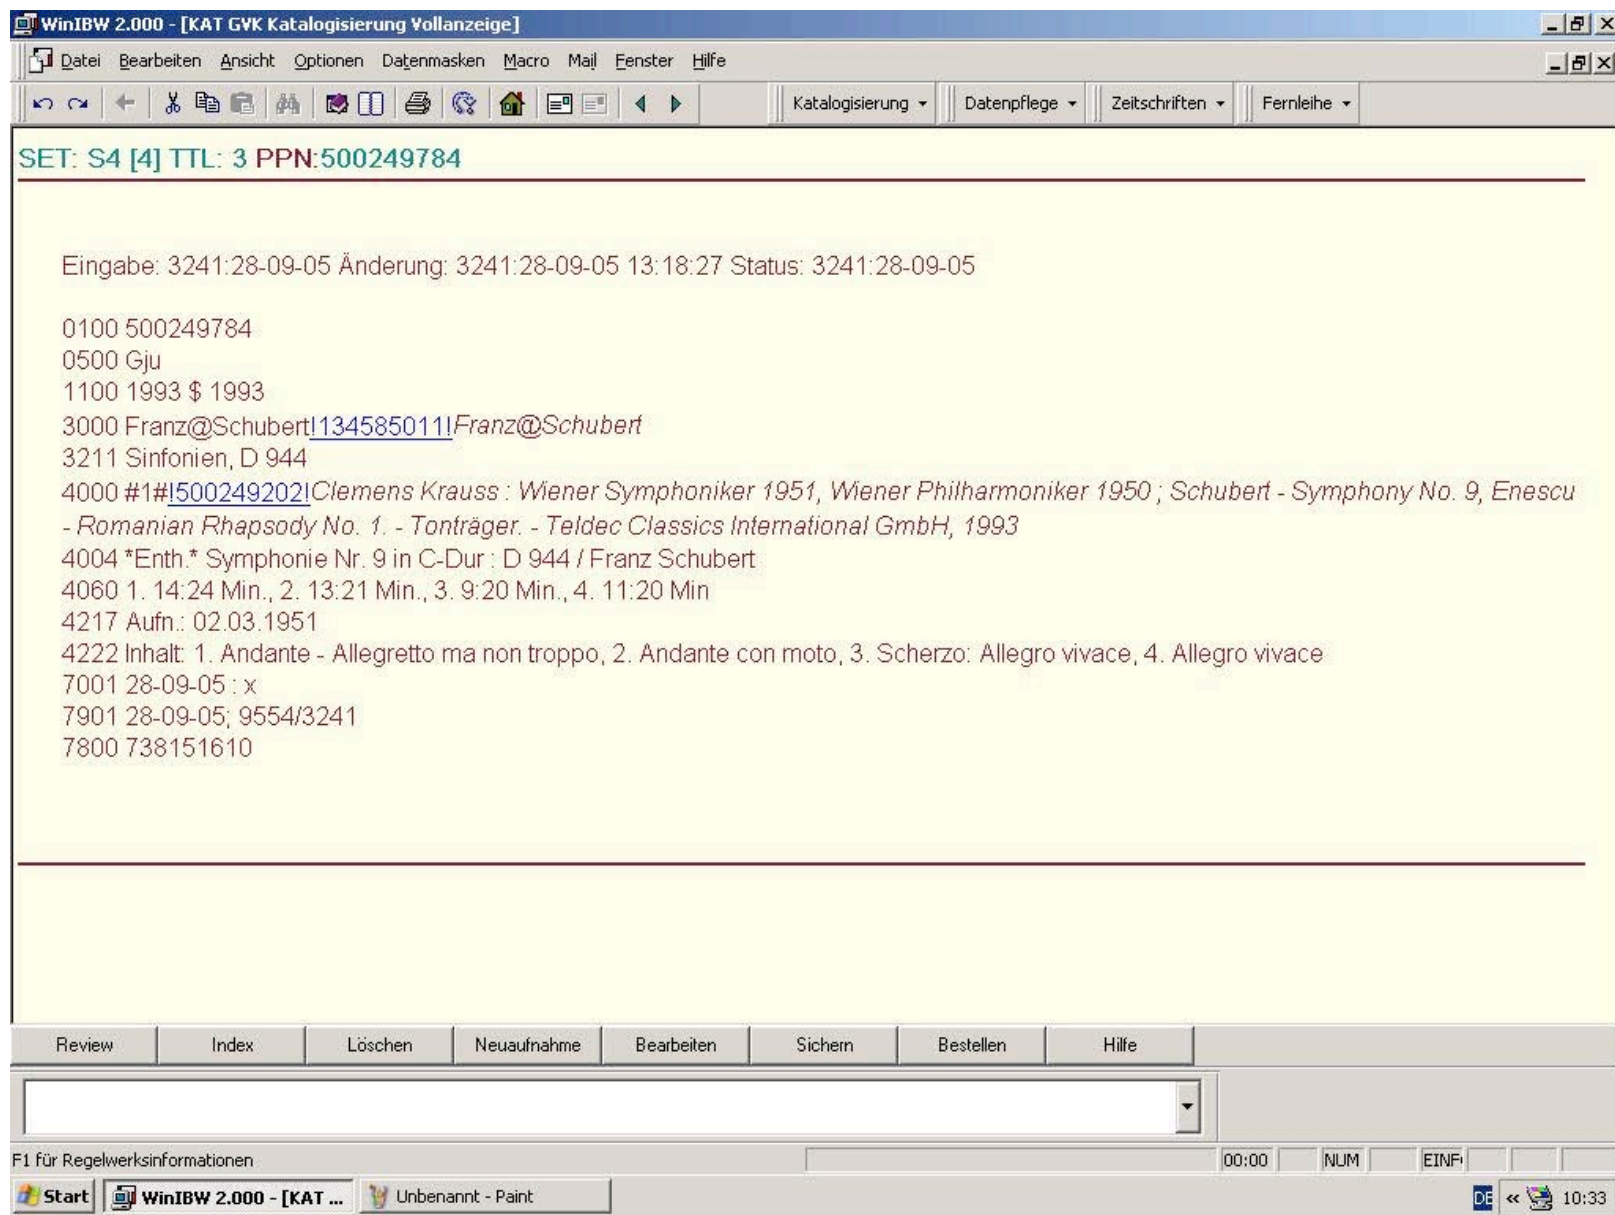 WinIBW 2.000 - [KAT GVK Katalogisierung Vollanzeige]
Datei Bearbeiten Ansicht Optionen Datenmasken Macro Mail Fenster Hilfe
Katalogisierung Datenpflege Zeitschriften Fernleihe
SET: S4 [4] TTL: 3 PPN:500249784
Eingabe: 3241:28-09-05 Änderung: 3241:28-09-05 13:18:27 Status: 3241:28-09-05
0100 500249784
0500 Gju
1100 1993 $ 1993
3000 Franz@Schubert!134585011!Franz@Schubert
3211 Sinfonien, D 944
4000 #1#!500249202!Clemens Krauss : Wiener Symphoniker 1951, Wiener Philharmoniker 1950 ; Schubert - Symphony No. 9, Enescu
- Romanian Rhapsody No. 1. - Tonträger. - Teldec Classics International GmbH, 1993
4004 *Enth.* Symphonie Nr. 9 in C-Dur : D 944 / Franz Schubert
4060 1. 14:24 Min., 2. 13:21 Min., 3. 9:20 Min., 4. 11:20 Min
4217 Aufn.: 02.03.1951
4222 Inhalt: 1. Andante - Allegretto ma non troppo, 2. Andante con moto, 3. Scherzo: Allegro vivace, 4. Allegro vivace
7001 28-09-05 : x
7901 28-09-05; 9554/3241
7800 738151610
Review Index Löschen Neuaufnahme Bearbeiten Sichern Bestellen Hilfe
F1 für Regelwerksinformationen 00:00 NUM EINF
Start WinIBW 2.000 - [KAT ... Unbenannt - Paint DE « 10:33